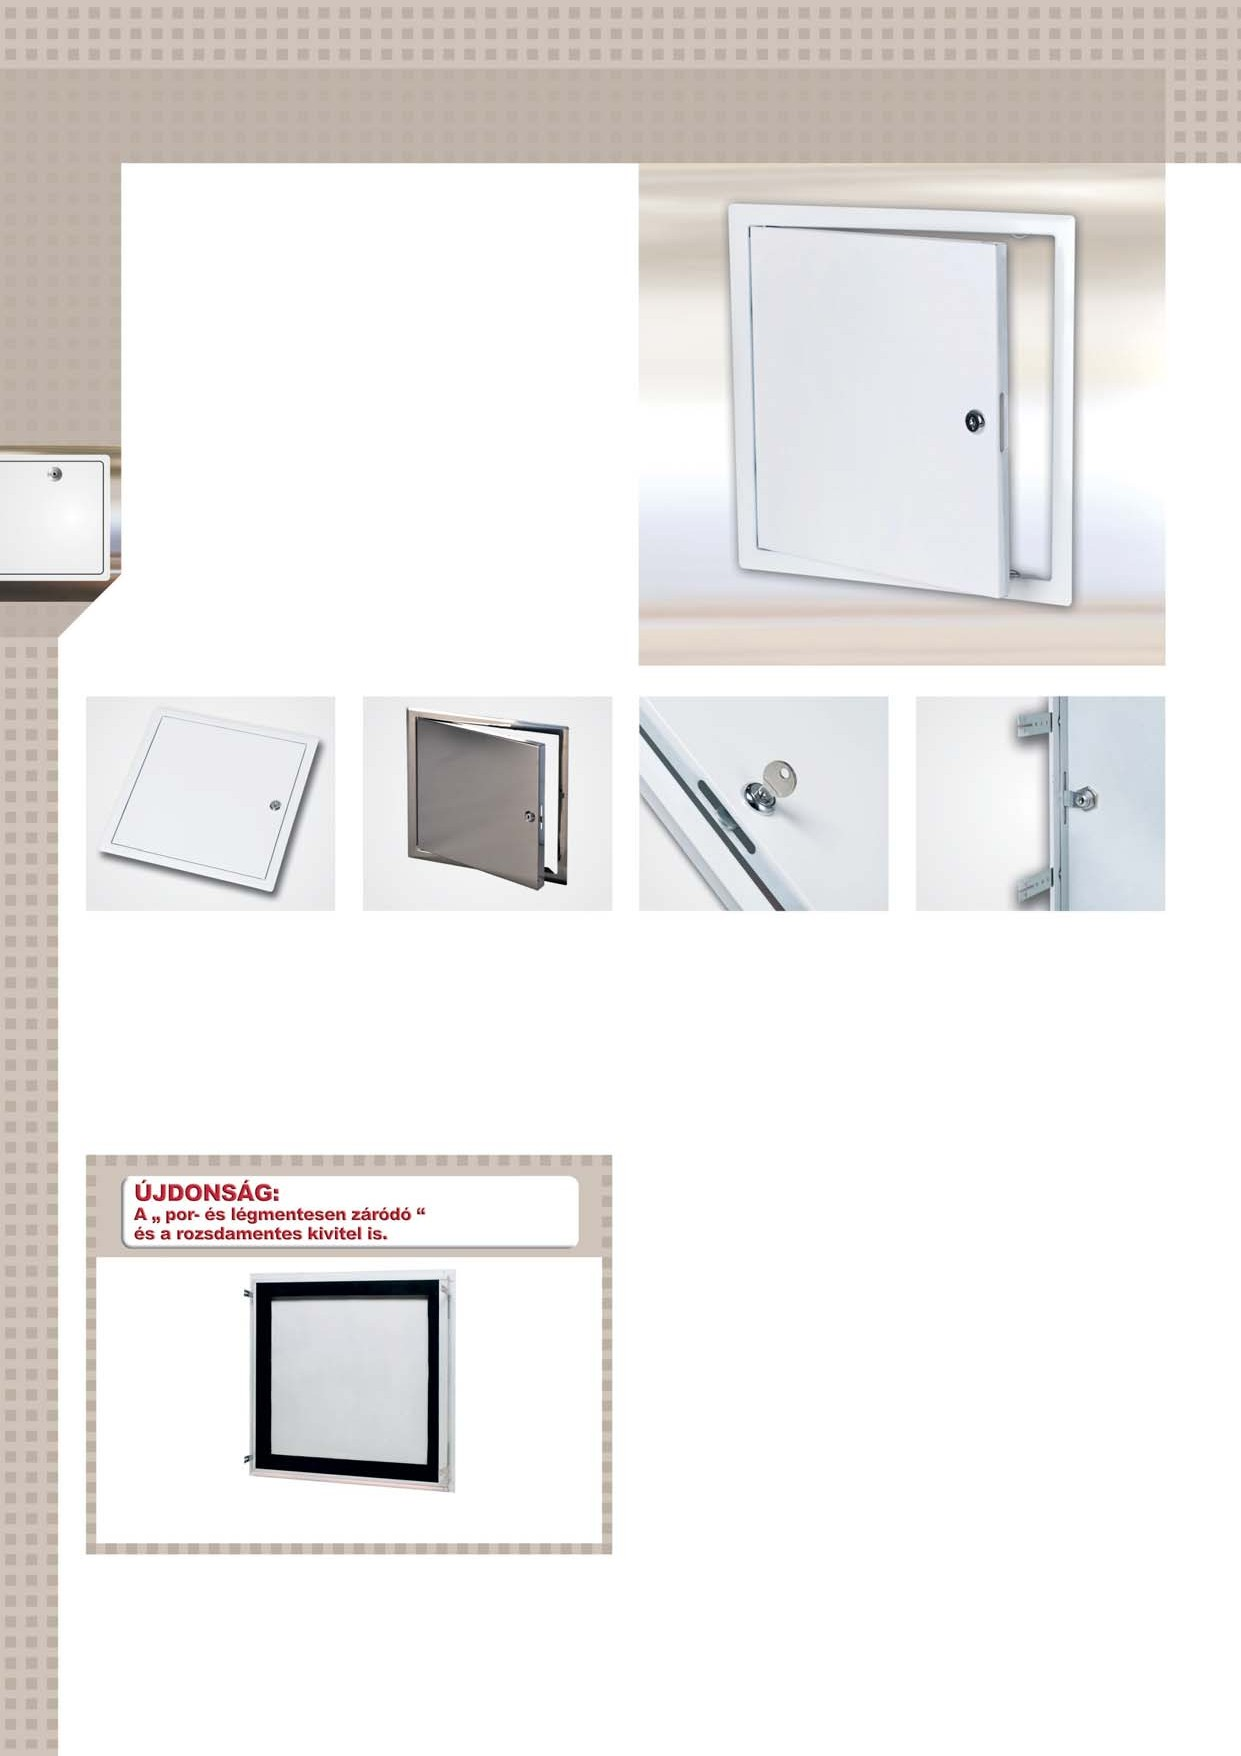 ÚJDONSÁG:
A „ por- és légmentesen záródó “
és a rozsdamentes kivitel is.